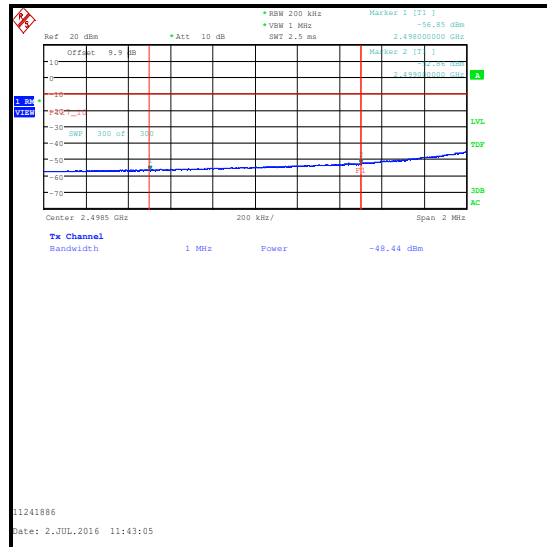 *RBW 200 kHz Marker 1 [T1 ]
*VBW 1 MHz -56.85 dBm
Ref 20 dBm *Att 10 dB SWT 2.5 ms 2.498000000 GHz
Offset 9.9 dB Marker 2 [T1 ]
10
0 2.499000000 GHz
A
-10
1 RM *
VIEW
-20
-30 LVL
SWP 300 of 300
-40 TDF
-50
-60
-70 3DB
AC
Center 2.4985 GHz 200 kHz/ Span 2 MHz
Tx Channel
Bandwidth 1 MHz Power -48.44 dBm
11241886
Date: 2.JUL.2016 11:43:05